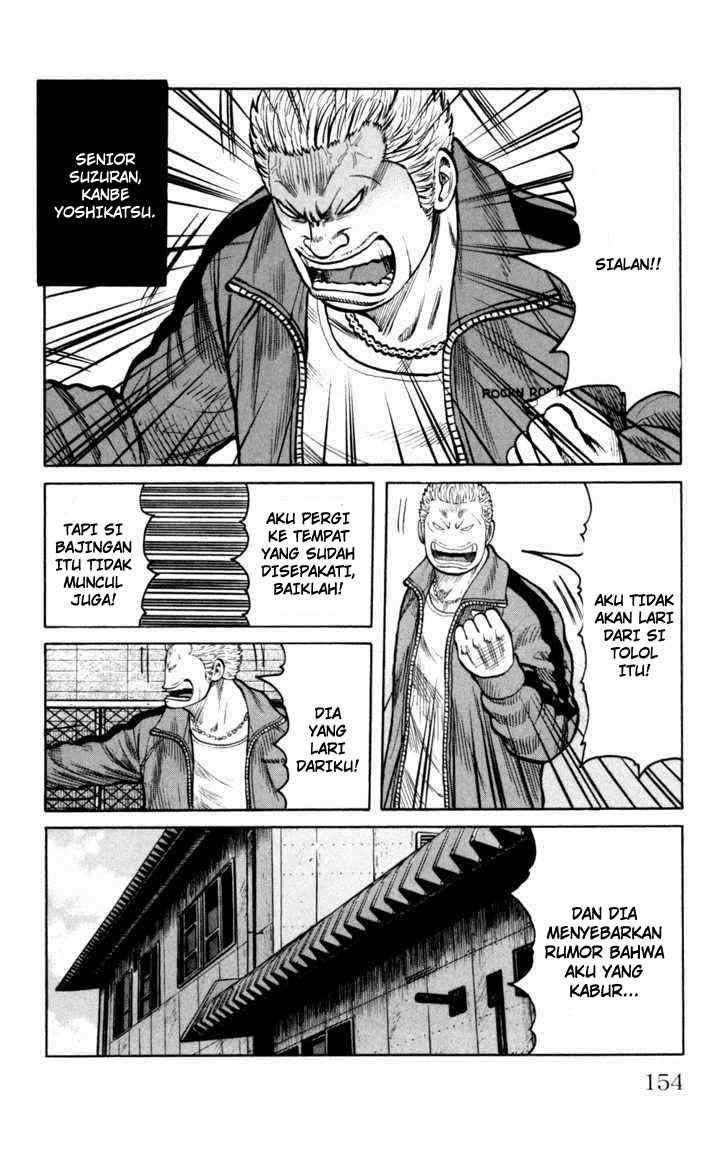 SENIOR
SUZURAN,
KANBE
YOSHIKATSU.
SIALAN!!
AKU TIDAK
AKAN LARI
DARI SI
TOLOL
ITU!
AKU PERGI
KE TEMPAT
YANG SUDAH
DISEPAKATI,
BAIKLAH!
TAPI SI
BAJINGAN
ITU TIDAK
MUNCUL
JUGA!
DIA
YANG
LARI
DARIKU!
DAN DIA
MENYEBARKAN
RUMOR BAHWA
AKU YANG
KABUR...
154